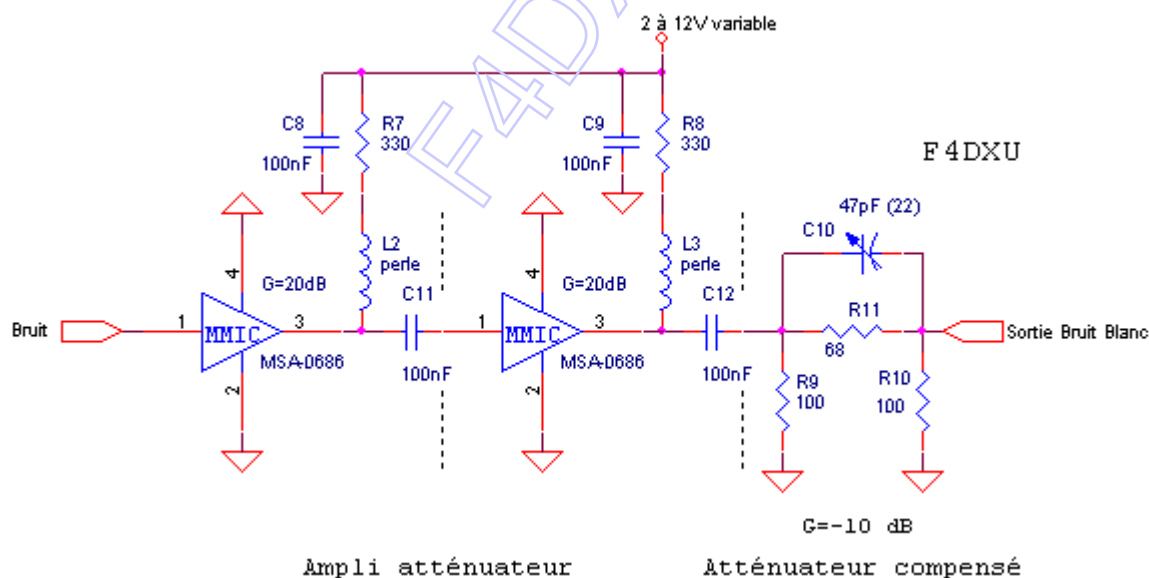 2 à 12V variable
F4DX
C8
100nF
R7
330
C9
100nF
R8
330
F4DXU
47pF (22)
C10
L2
perle
L3
perle
4
G=20dB
C11
4
G=20dB
C12
R11
68
Bruit
1
MMIC
3
1
MMIC
3
Sortie Bruit Blanc
MSA-0686
100nF
MSA-0686
100nF
2
2
R9
100
R10
100
G=-10 dB
Ampli atténuateur
Atténuateur compensé